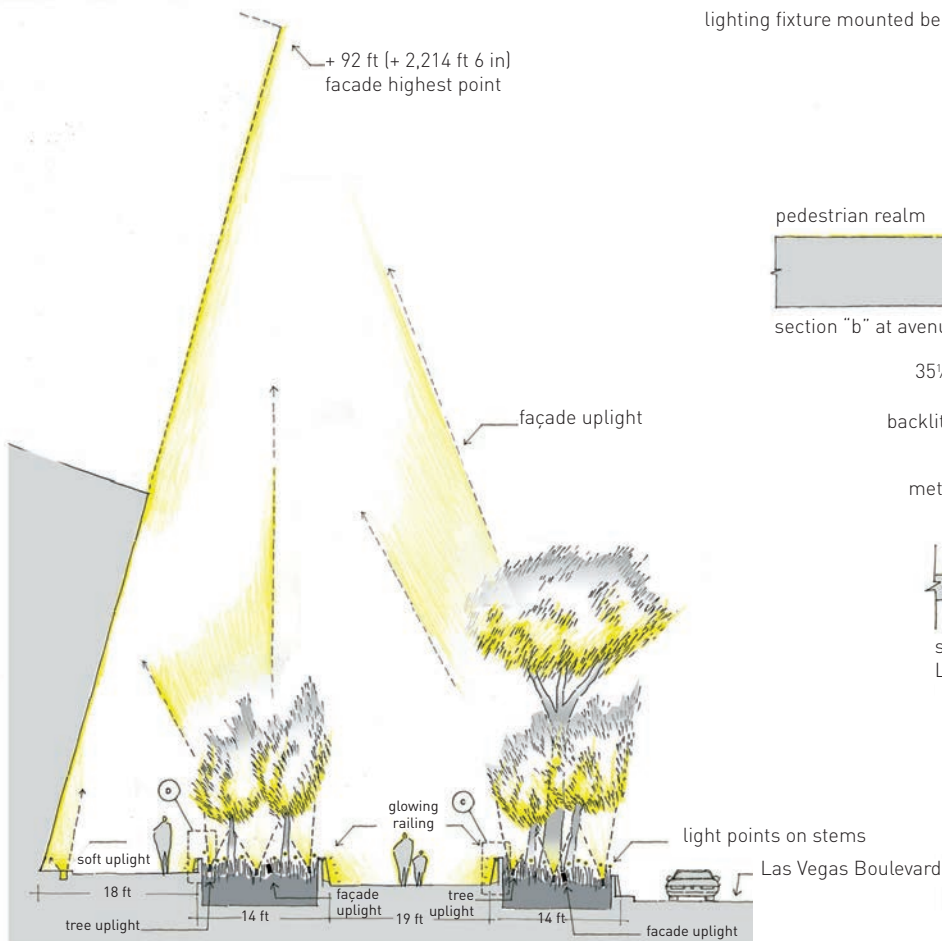 lighting fixture mounted be
+ 92 ft (+ 2,214 ft 6 in)
facade highest point
pedestrian realm
section "b" at avenu
35
backlit
façade uplight
met
s
L
glowing
railing
soft uplight
light points on stems
Las Vegas Boulevard
18 ft
tree uplight
14 ft
façade
uplight
19 ft
tree
uplight
14 ft
facade uplight